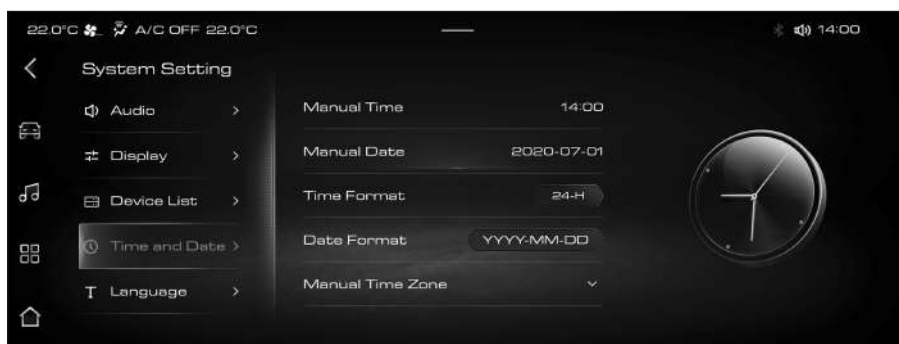 22.0°C A/C OFF 22.0°C 14:00
System Setting
Audio
Display
Device List
Time and Date
T Language
Manual Time 14:00
Manual Date 2020-07-01
Time Format 24-H
Date Format YYYY-MM-DD
Manual Time Zone